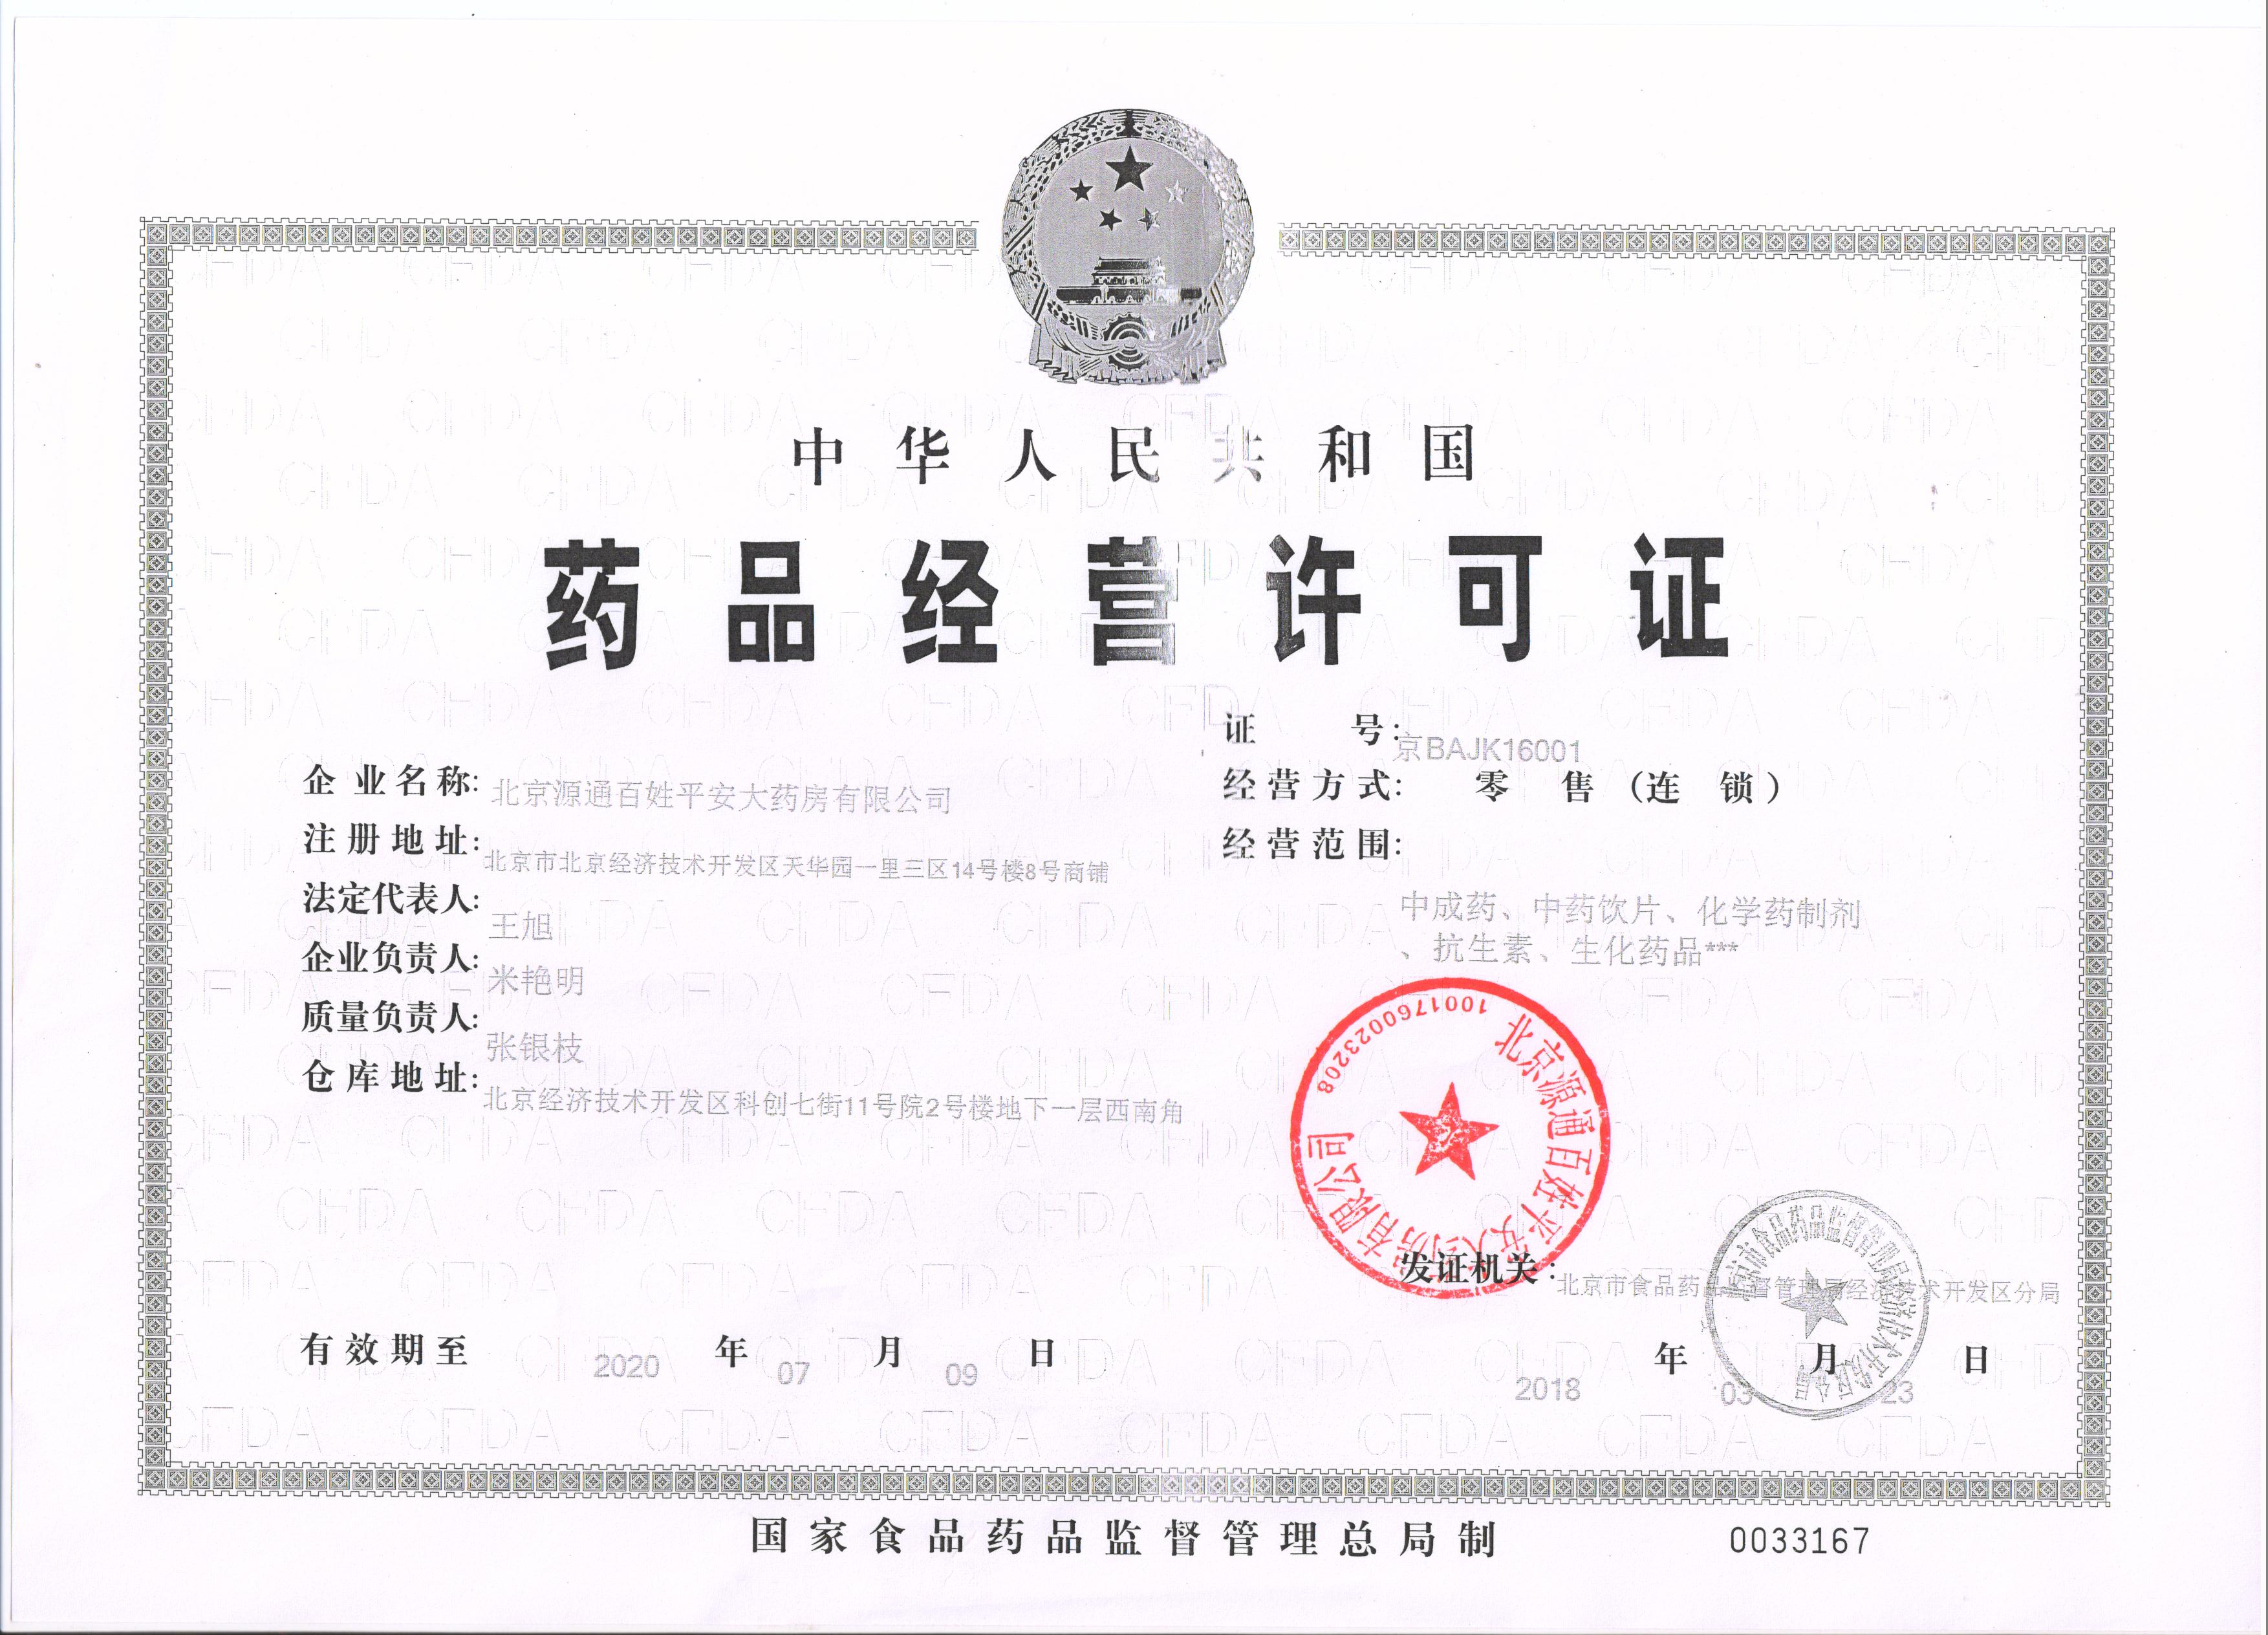 中华人民共和国
药品经营许可证
证 号:京BAJK16001
企业名称:北京源通百姓平安大药房有限公司
经营方式: 零 售 (连 锁)
注册地址:北京市北京经济技术开发区天华园一里三区14号楼8号商铺
经营范围:
中成药、中药饮片、化学药制剂
、抗生素、生化药品***
法定代表人:王旭
企业负责人:米艳明
质量负责人:张银枝
仓库地址:北京经济技术开发区科创七街11号院2号楼地下一层西南角
北京源通百姓平安大药房有限公司
1001760023208
发证机关:北京市食品药品监督管理局经济技术开发区分局
北京市食品药品监督管理局经济技术开发区分局
有效期至 2020 年 07 月 09 日
2018 年 03 月 23 日
国家食品药品监督管理总局制
0033167
CFDA